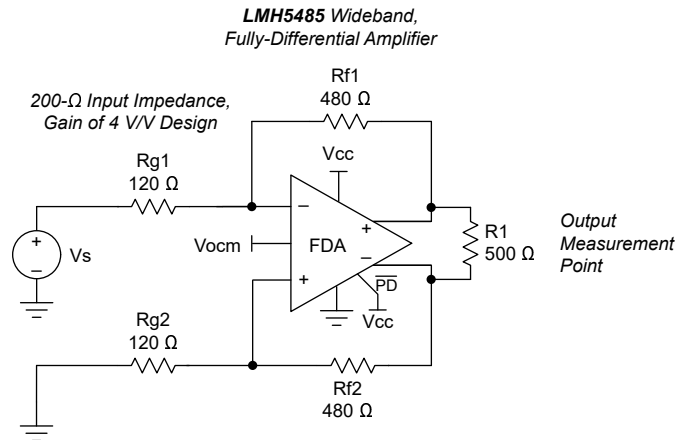 LMH5485 Wideband,
Fully-Differential Amplifier
200-Ω Input Impedance,
Gain of 4 V/V Design
Rf1
480 Ω
Rg1
120 Ω
Vcc
+
−
Vs
Vocm
−
+
FDA
+
−
PD
Vcc
R1
500 Ω
Output
Measurement
Point
Rg2
120 Ω
Rf2
480 Ω